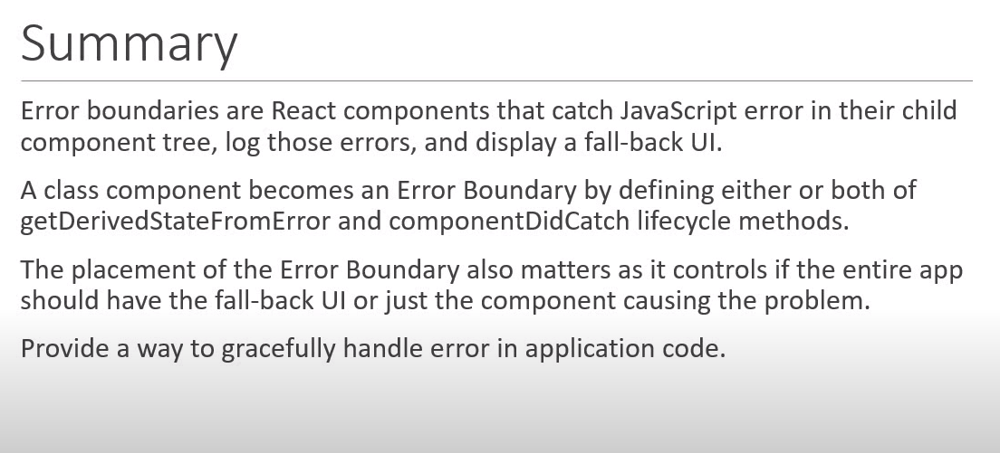 Summary
Error boundaries are React components that catch JavaScript error in their child
component tree, log those errors, and display a fall-back UI.
A class component becomes an Error Boundary by defining either or both of
getDerivedStateFromError and componentDidCatch lifecycle methods.
The placement of the Error Boundary also matters as it controls if the entire app
should have the fall-back UI or just the component causing the problem.
Provide a way to gracefully handle error in application code.